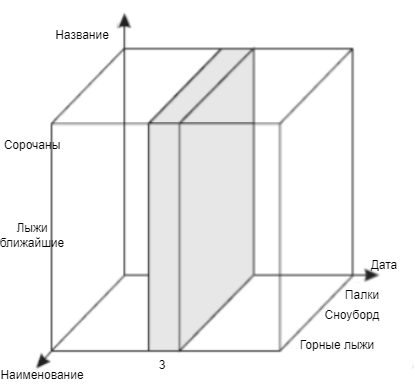 Название
Сорочаны
Лыжи
ближайшие
Дата
Палки
Сноуборд
Горные лыжи
Наименование
3